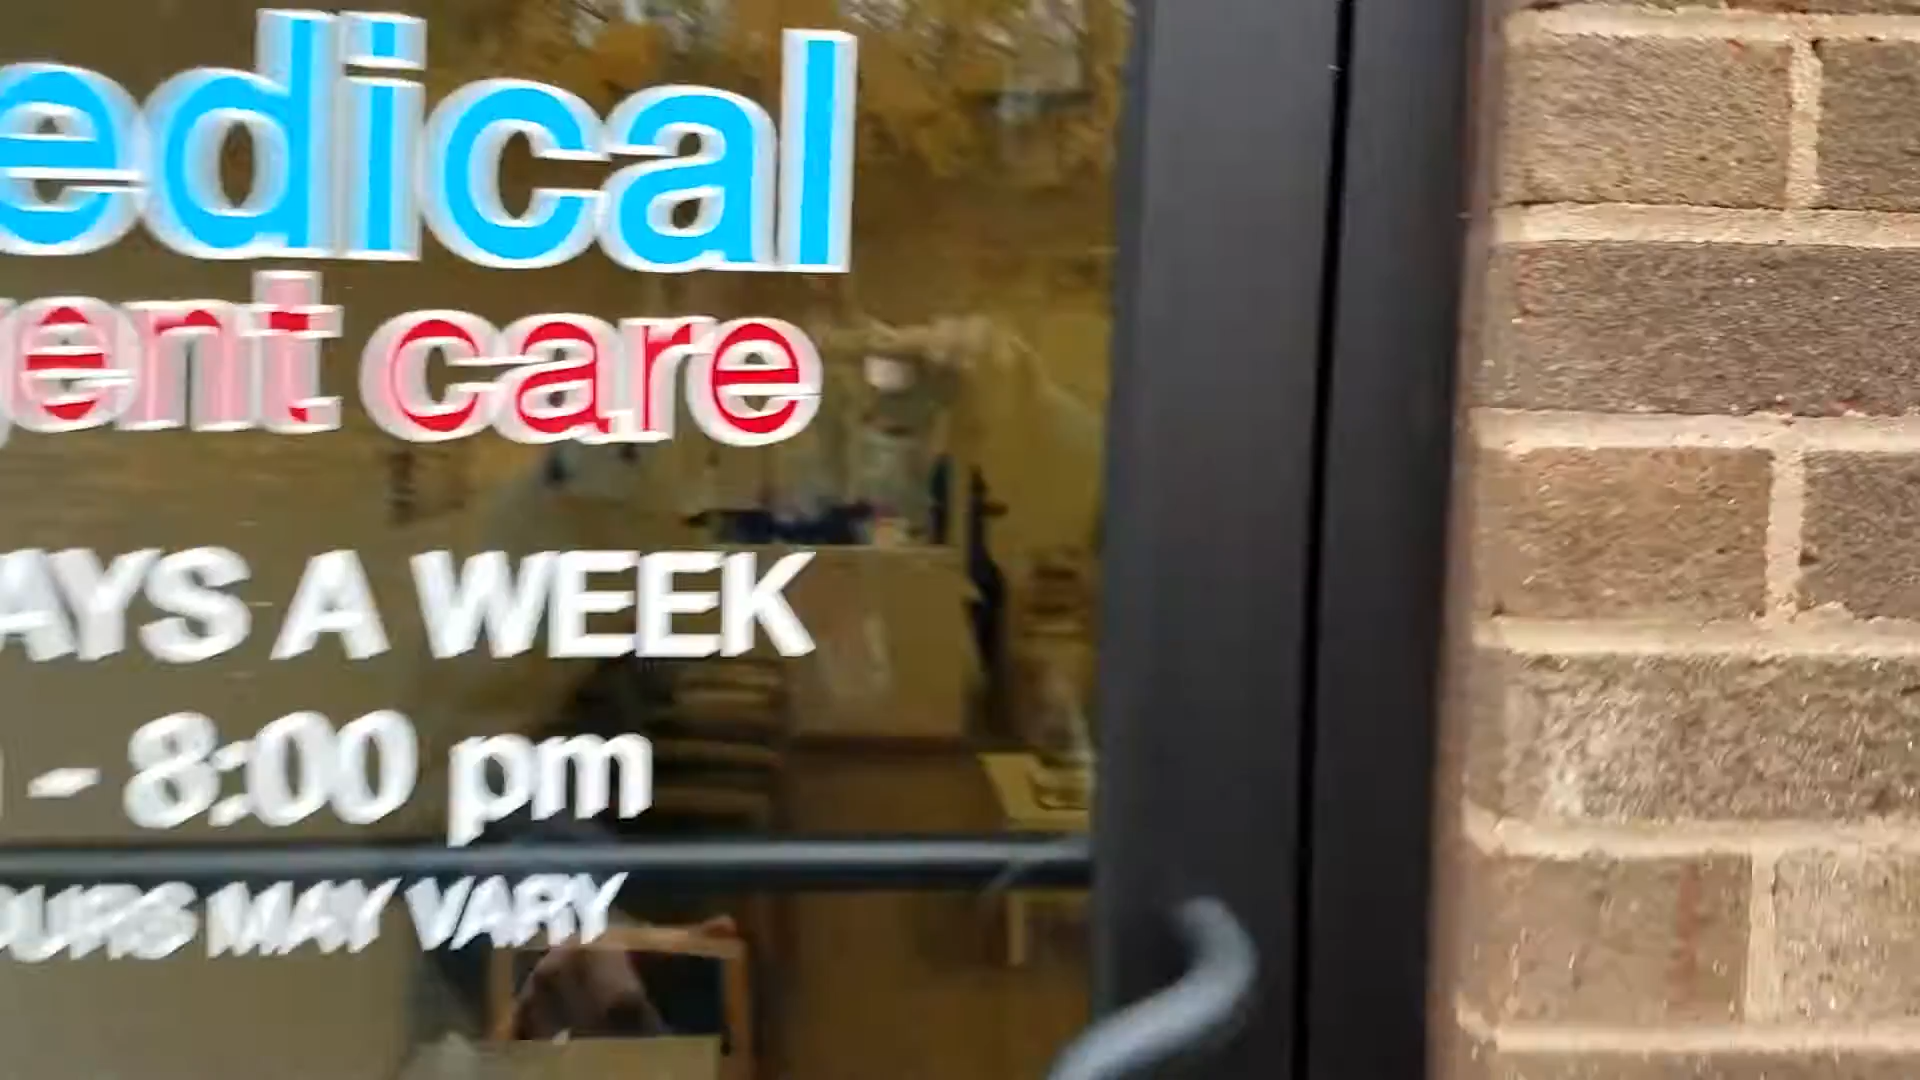 edical
gent care
AYS A WEEK
- 8:00 pm
OURS MAY VARY